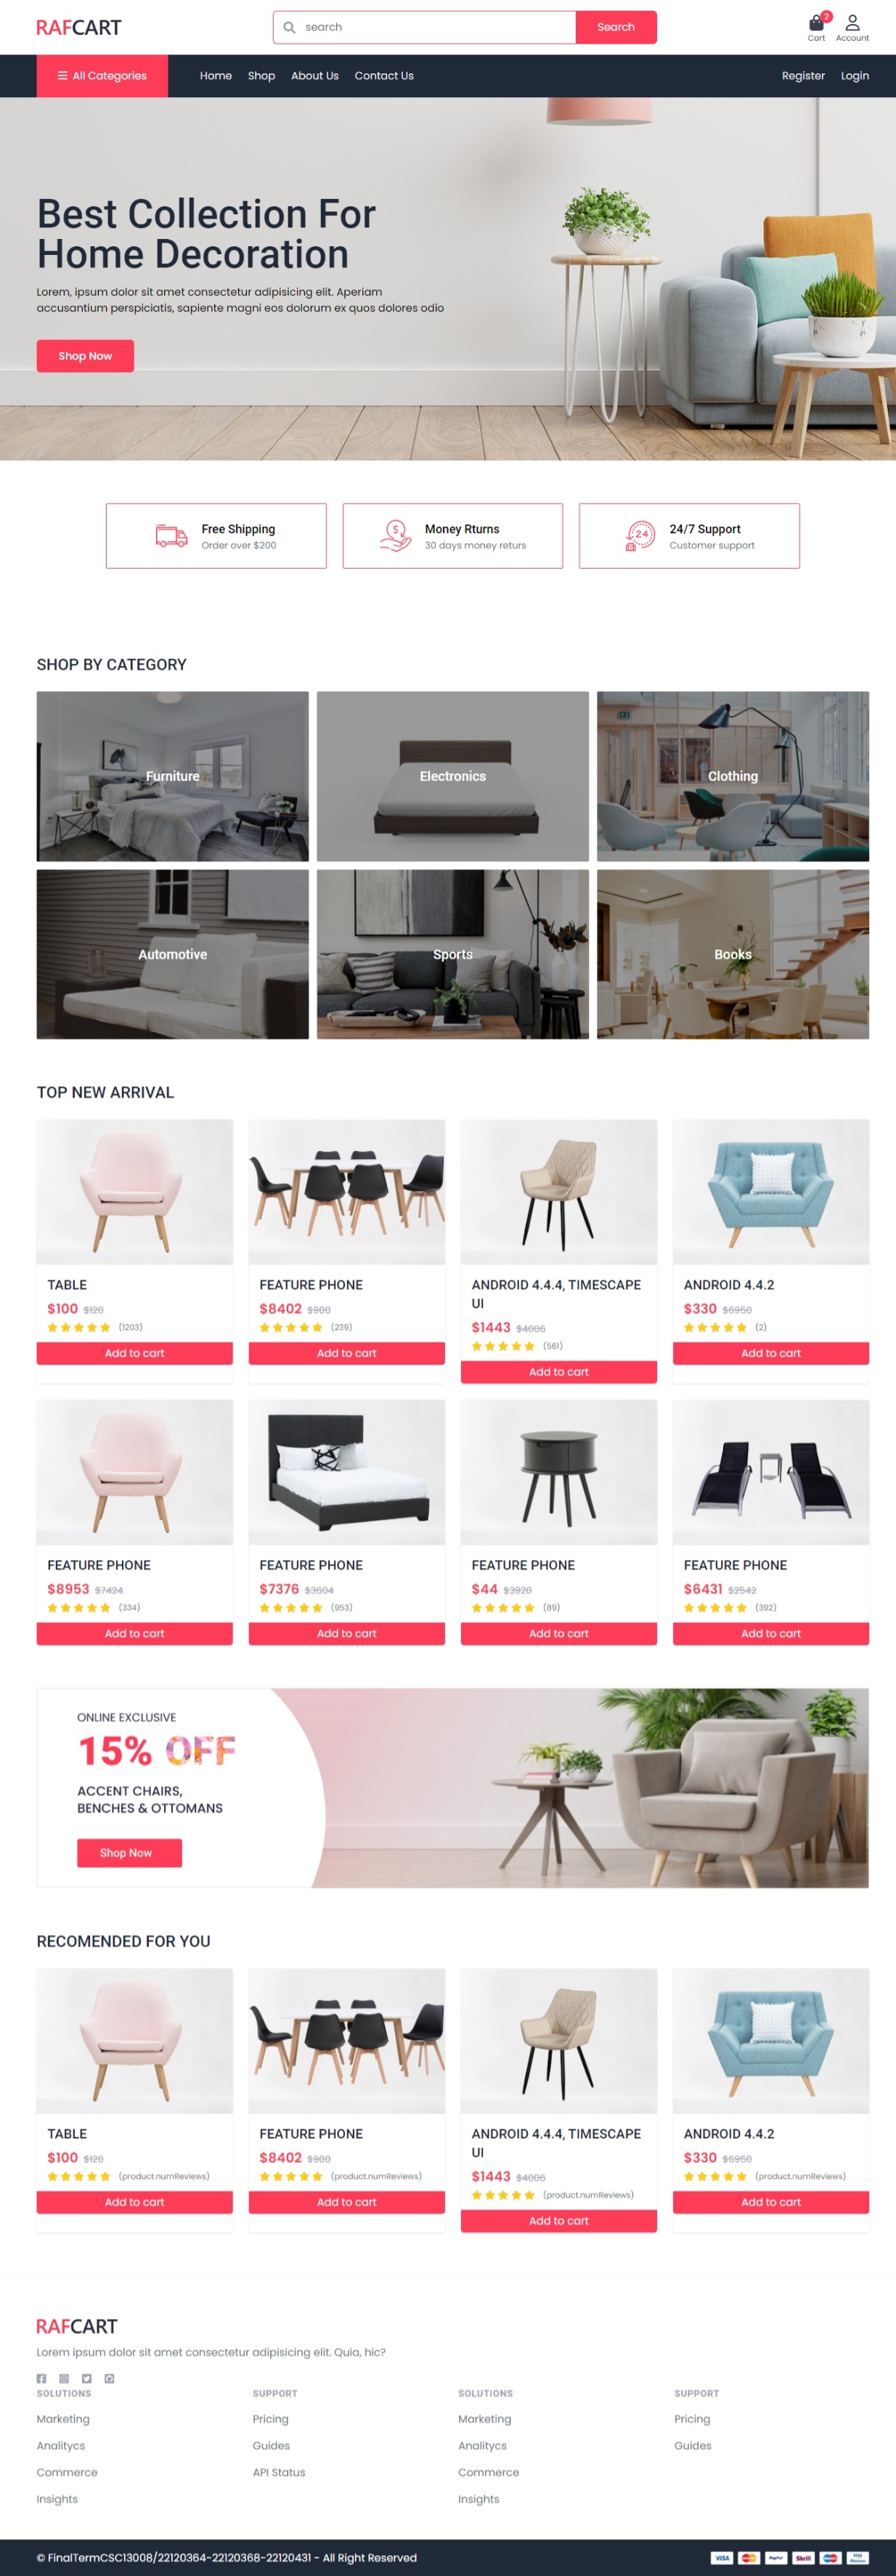 RAFCART
search
Search
2
Cart
Account
All Categories
Home
Shop
About Us
Contact Us
Register
Login
Best Collection For
Home Decoration
Lorem, ipsum dolor sit amet consectetur adipisicing elit. Aperiam
accusantium perspiciatis, sapiente magni eos dolorum ex quos dolores odio
Shop Now
Free Shipping
Order over $200
$
Money Rturns
30 days money returs
24
24/7 Support
Customer support
SHOP BY CATEGORY
Furniture
Electronics
Clothing
Automotive
Sports
Books
TOP NEW ARRIVAL
TABLE
$100 $120
(1203)
Add to cart
FEATURE PHONE
$8402 $900
(239)
Add to cart
ANDROID 4.4.4, TIMESCAPE
UI
$1443 $4006
(561)
Add to cart
ANDROID 4.4.2
$330 $6950
(2)
Add to cart
FEATURE PHONE
$8953 $7424
(334)
Add to cart
FEATURE PHONE
$7376 $3604
(953)
Add to cart
FEATURE PHONE
$44 $3920
(89)
Add to cart
FEATURE PHONE
$6431 $2542
(392)
Add to cart
ONLINE EXCLUSIVE
15% OFF
ACCENT CHAIRS,
BENCHES & OTTOMANS
Shop Now
RECOMENDED FOR YOU
TABLE
$100 $120
(product.numReviews)
Add to cart
FEATURE PHONE
$8402 $900
(product.numReviews)
Add to cart
ANDROID 4.4.4, TIMESCAPE
UI
$1443 $4006
(product.numReviews)
Add to cart
ANDROID 4.4.2
$330 $6950
(product.numReviews)
Add to cart
RAFCART
Lorem ipsum dolor sit amet consectetur adipisicing elit. Quia, hic?
SOLUTIONS
Marketing
Analitycs
Commerce
Insights
SUPPORT
Pricing
Guides
API Status
SOLUTIONS
Marketing
Analitycs
Commerce
Insights
SUPPORT
Pricing
Guides
© FinalTermCSC13008/22120364-22120368-22120431 - All Right Reserved
VISA
PayPal
Skrill